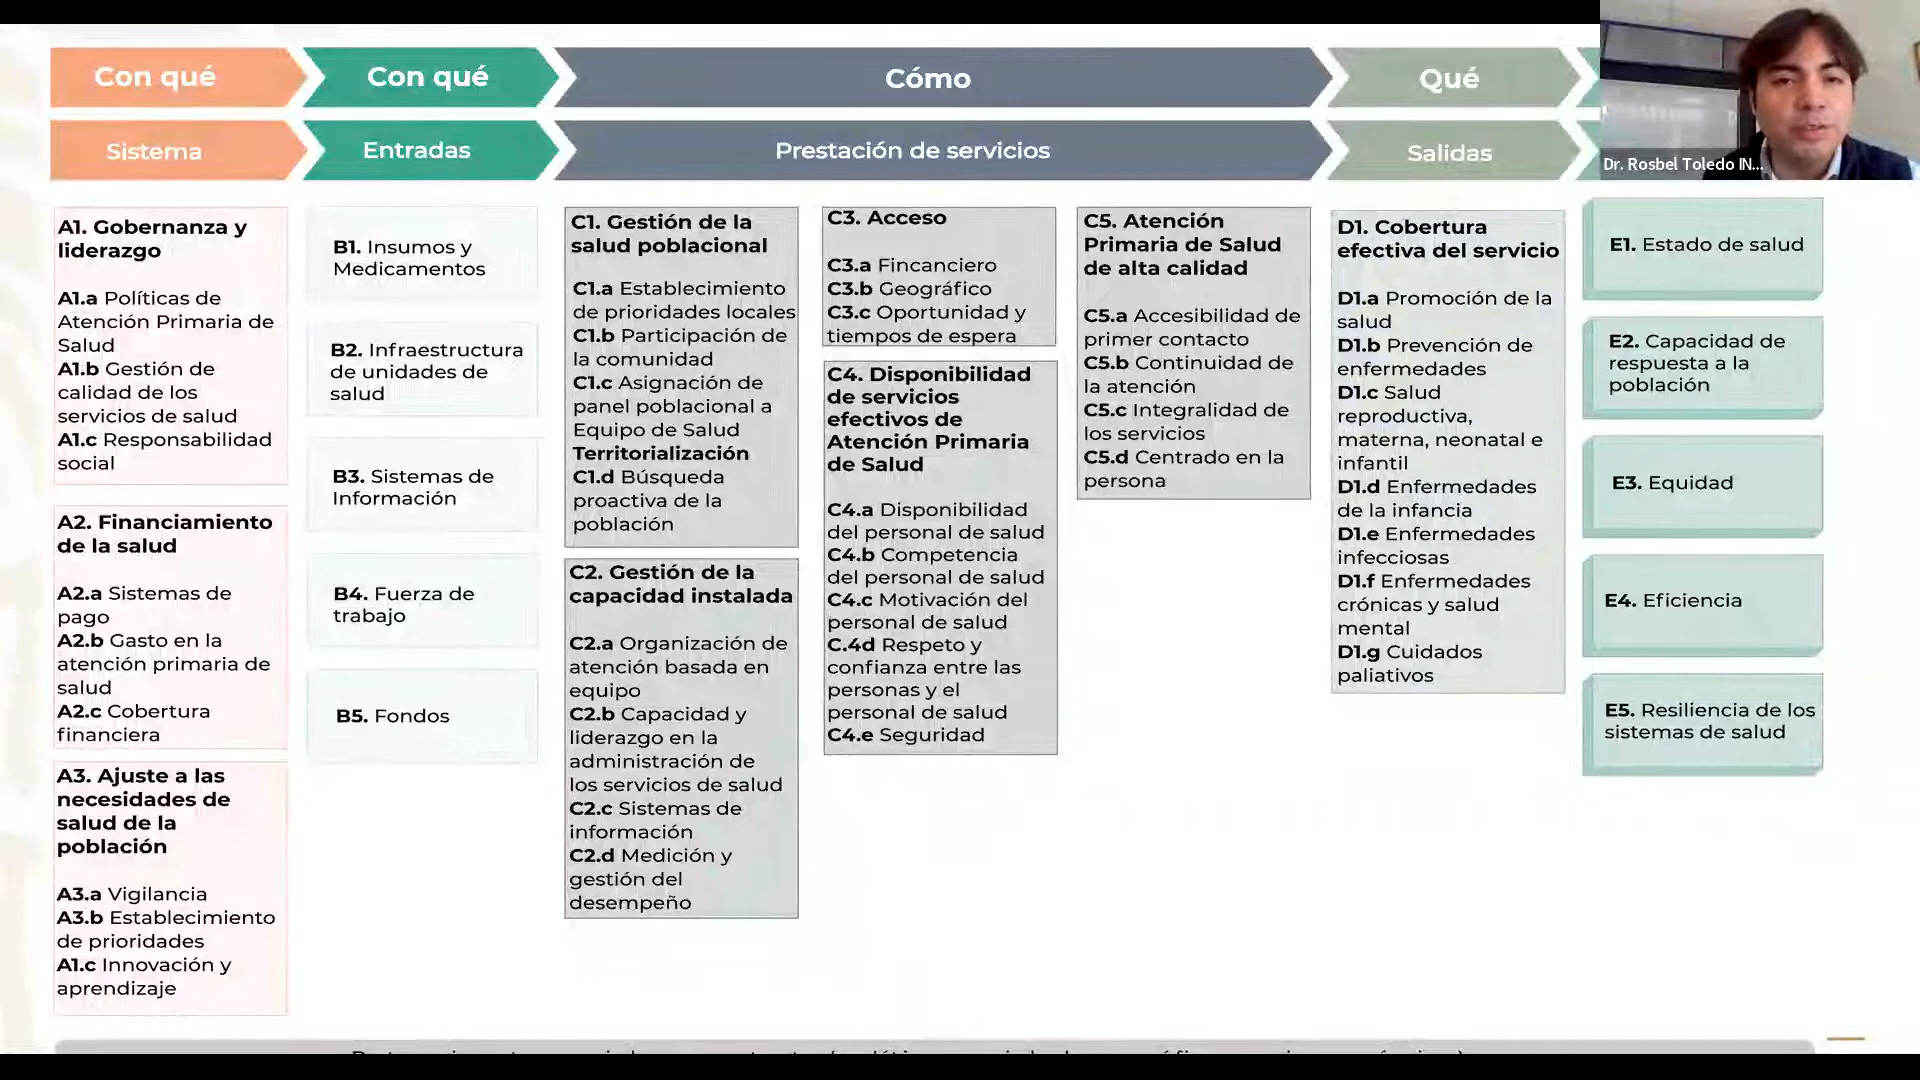 Con qué
Con qué
Cómo
Qué
Sistema
Entradas
Prestación de servicios
Salidas
Dr. Rosbel Toledo IN...
A1. Gobernanza y
liderazgo
A1.a Políticas de
Atención Primaria de
Salud
A1.b Gestión de
calidad de los
servicios de salud
A1.c Responsabilidad
social
A2. Financiamiento
de la salud
A2.a Sistemas de
pago
A2.b Gasto en la
atención primaria de
salud
A2.c Cobertura
financiera
A3. Ajuste a las
necesidades de
salud de la
población
A3.a Vigilancia
A3.b Establecimiento
de prioridades
A1.c Innovación y
aprendizaje
B1. Insumos y
Medicamentos
B2. Infraestructura
de unidades de
salud
B3. Sistemas de
Información
B4. Fuerza de
trabajo
B5. Fondos
C1. Gestión de la
salud poblacional
C1.a Establecimiento
de prioridades locales
C1.b Participación de
la comunidad
C1.c Asignación de
panel poblacional a
Equipo de Salud
Territorialización
C1.d Búsqueda
proactiva de la
población
C2. Gestión de la
capacidad instalada
C2.a Organización de
atención basada en
equipo
C2.b Capacidad y
liderazgo en la
administración de
los servicios de salud
C2.c Sistemas de
información
C2.d Medición y
gestión del
desempeño
C3. Acceso
C3.a Fincanciero
C3.b Geográfico
C3.c Oportunidad y
tiempos de espera
C4. Disponibilidad
de servicios
efectivos de
Atención Primaria
de Salud
C4.a Disponibilidad
del personal de salud
C4.b Competencia
del personal de salud
C4.c Motivación del
personal de salud
C.4d Respeto y
confianza entre las
personas y el
personal de salud
C4.e Seguridad
C5. Atención
Primaria de Salud
de alta calidad
C5.a Accesibilidad de
primer contacto
C5.b Continuidad de
la atención
C5.c Integralidad de
los servicios
C5.d Centrado en la
persona
D1. Cobertura
efectiva del servicio
D1.a Promoción de la
salud
D1.b Prevención de
enfermedades
D1.c Salud
reproductiva,
materna, neonatal e
infantil
D1.d Enfermedades
de la infancia
D1.e Enfermedades
infecciosas
D1.f Enfermedades
crónicas y salud
mental
D1.g Cuidados
paliativos
E1. Estado de salud
E2. Capacidad de
respuesta a la
población
E3. Equidad
E4. Eficiencia
E5. Resiliencia de los
sistemas de salud